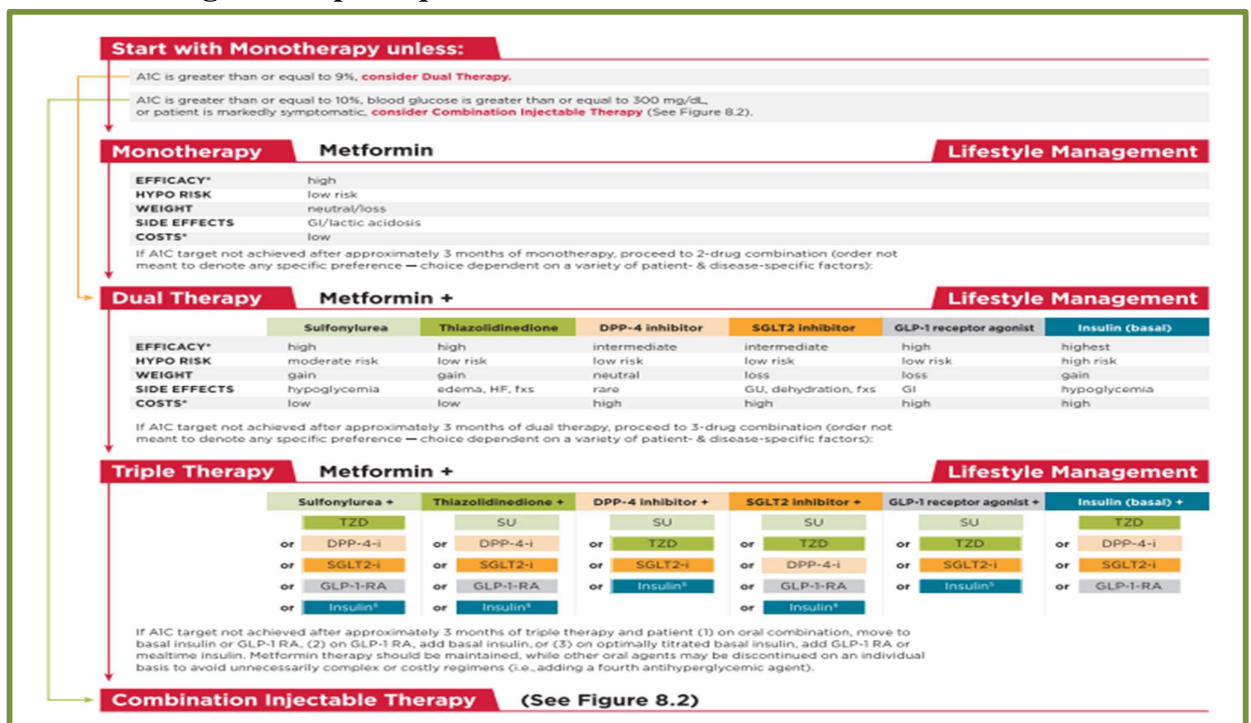 Start with Monotherapy unless:
A1C is greater than or equal to 9%, consider Dual Therapy.
A1C is greater than or equal to 10%, blood glucose is greater than or equal to 300 mg/dL,
or patient is markedly symptomatic, consider Combination Injectable Therapy (See Figure 8.2).
Monotherapy Metformin Lifestyle Management
EFFICACY* high
HYPO RISK low risk
WEIGHT neutral/loss
SIDE EFFECTS GI/lactic acidosis
COSTS* low
If A1C target not achieved after approximately 3 months of monotherapy, proceed to 2-drug combination (order not
meant to denote any specific preference — choice dependent on a variety of patient- & disease-specific factors):
Dual Therapy Metformin + Lifestyle Management
Sulfonylurea Thiazolidinedione DPP-4 inhibitor SGLT2 inhibitor GLP-1 receptor agonist Insulin (basal)
EFFICACY* high high intermediate intermediate high highest
HYPO RISK moderate risk low risk low risk low risk low risk high risk
WEIGHT gain gain neutral loss loss gain
SIDE EFFECTS hypoglycemia edema, HF, fxs rare GU, dehydration, fxs GI hypoglycemia
COSTS* low low high high high high
If A1C target not achieved after approximately 3 months of dual therapy, proceed to 3-drug combination (order not
meant to denote any specific preference — choice dependent on a variety of patient- & disease-specific factors):
Triple Therapy Metformin + Lifestyle Management
Sulfonylurea + Thiazolidinedione + DPP-4 inhibitor + SGLT2 inhibitor + GLP-1 receptor agonist + Insulin (basal) +
TZD SU SU SU SU TZD
or DPP-4-i or DPP-4-i or TZD or TZD or TZD or DPP-4-i
or SGLT2-i or SGLT2-i or SGLT2-i or DPP-4-i or SGLT2-i or SGLT2-i
or GLP-1-RA or GLP-1-RA or Insulin§ or GLP-1-RA or Insulin§ or GLP-1-RA
or Insulin§ or Insulin§ or Insulin§
If A1C target not achieved after approximately 3 months of triple therapy and patient (1) on oral combination, move to
basal insulin or GLP-1 RA, (2) on GLP-1 RA, add basal insulin, or (3) on optimally titrated basal insulin, add GLP-1 RA or
mealtime insulin. Metformin therapy should be maintained, while other oral agents may be discontinued on an individual
basis to avoid unnecessarily complex or costly regimens (i.e., adding a fourth antihyperglycemic agent).
Combination Injectable Therapy (See Figure 8.2)